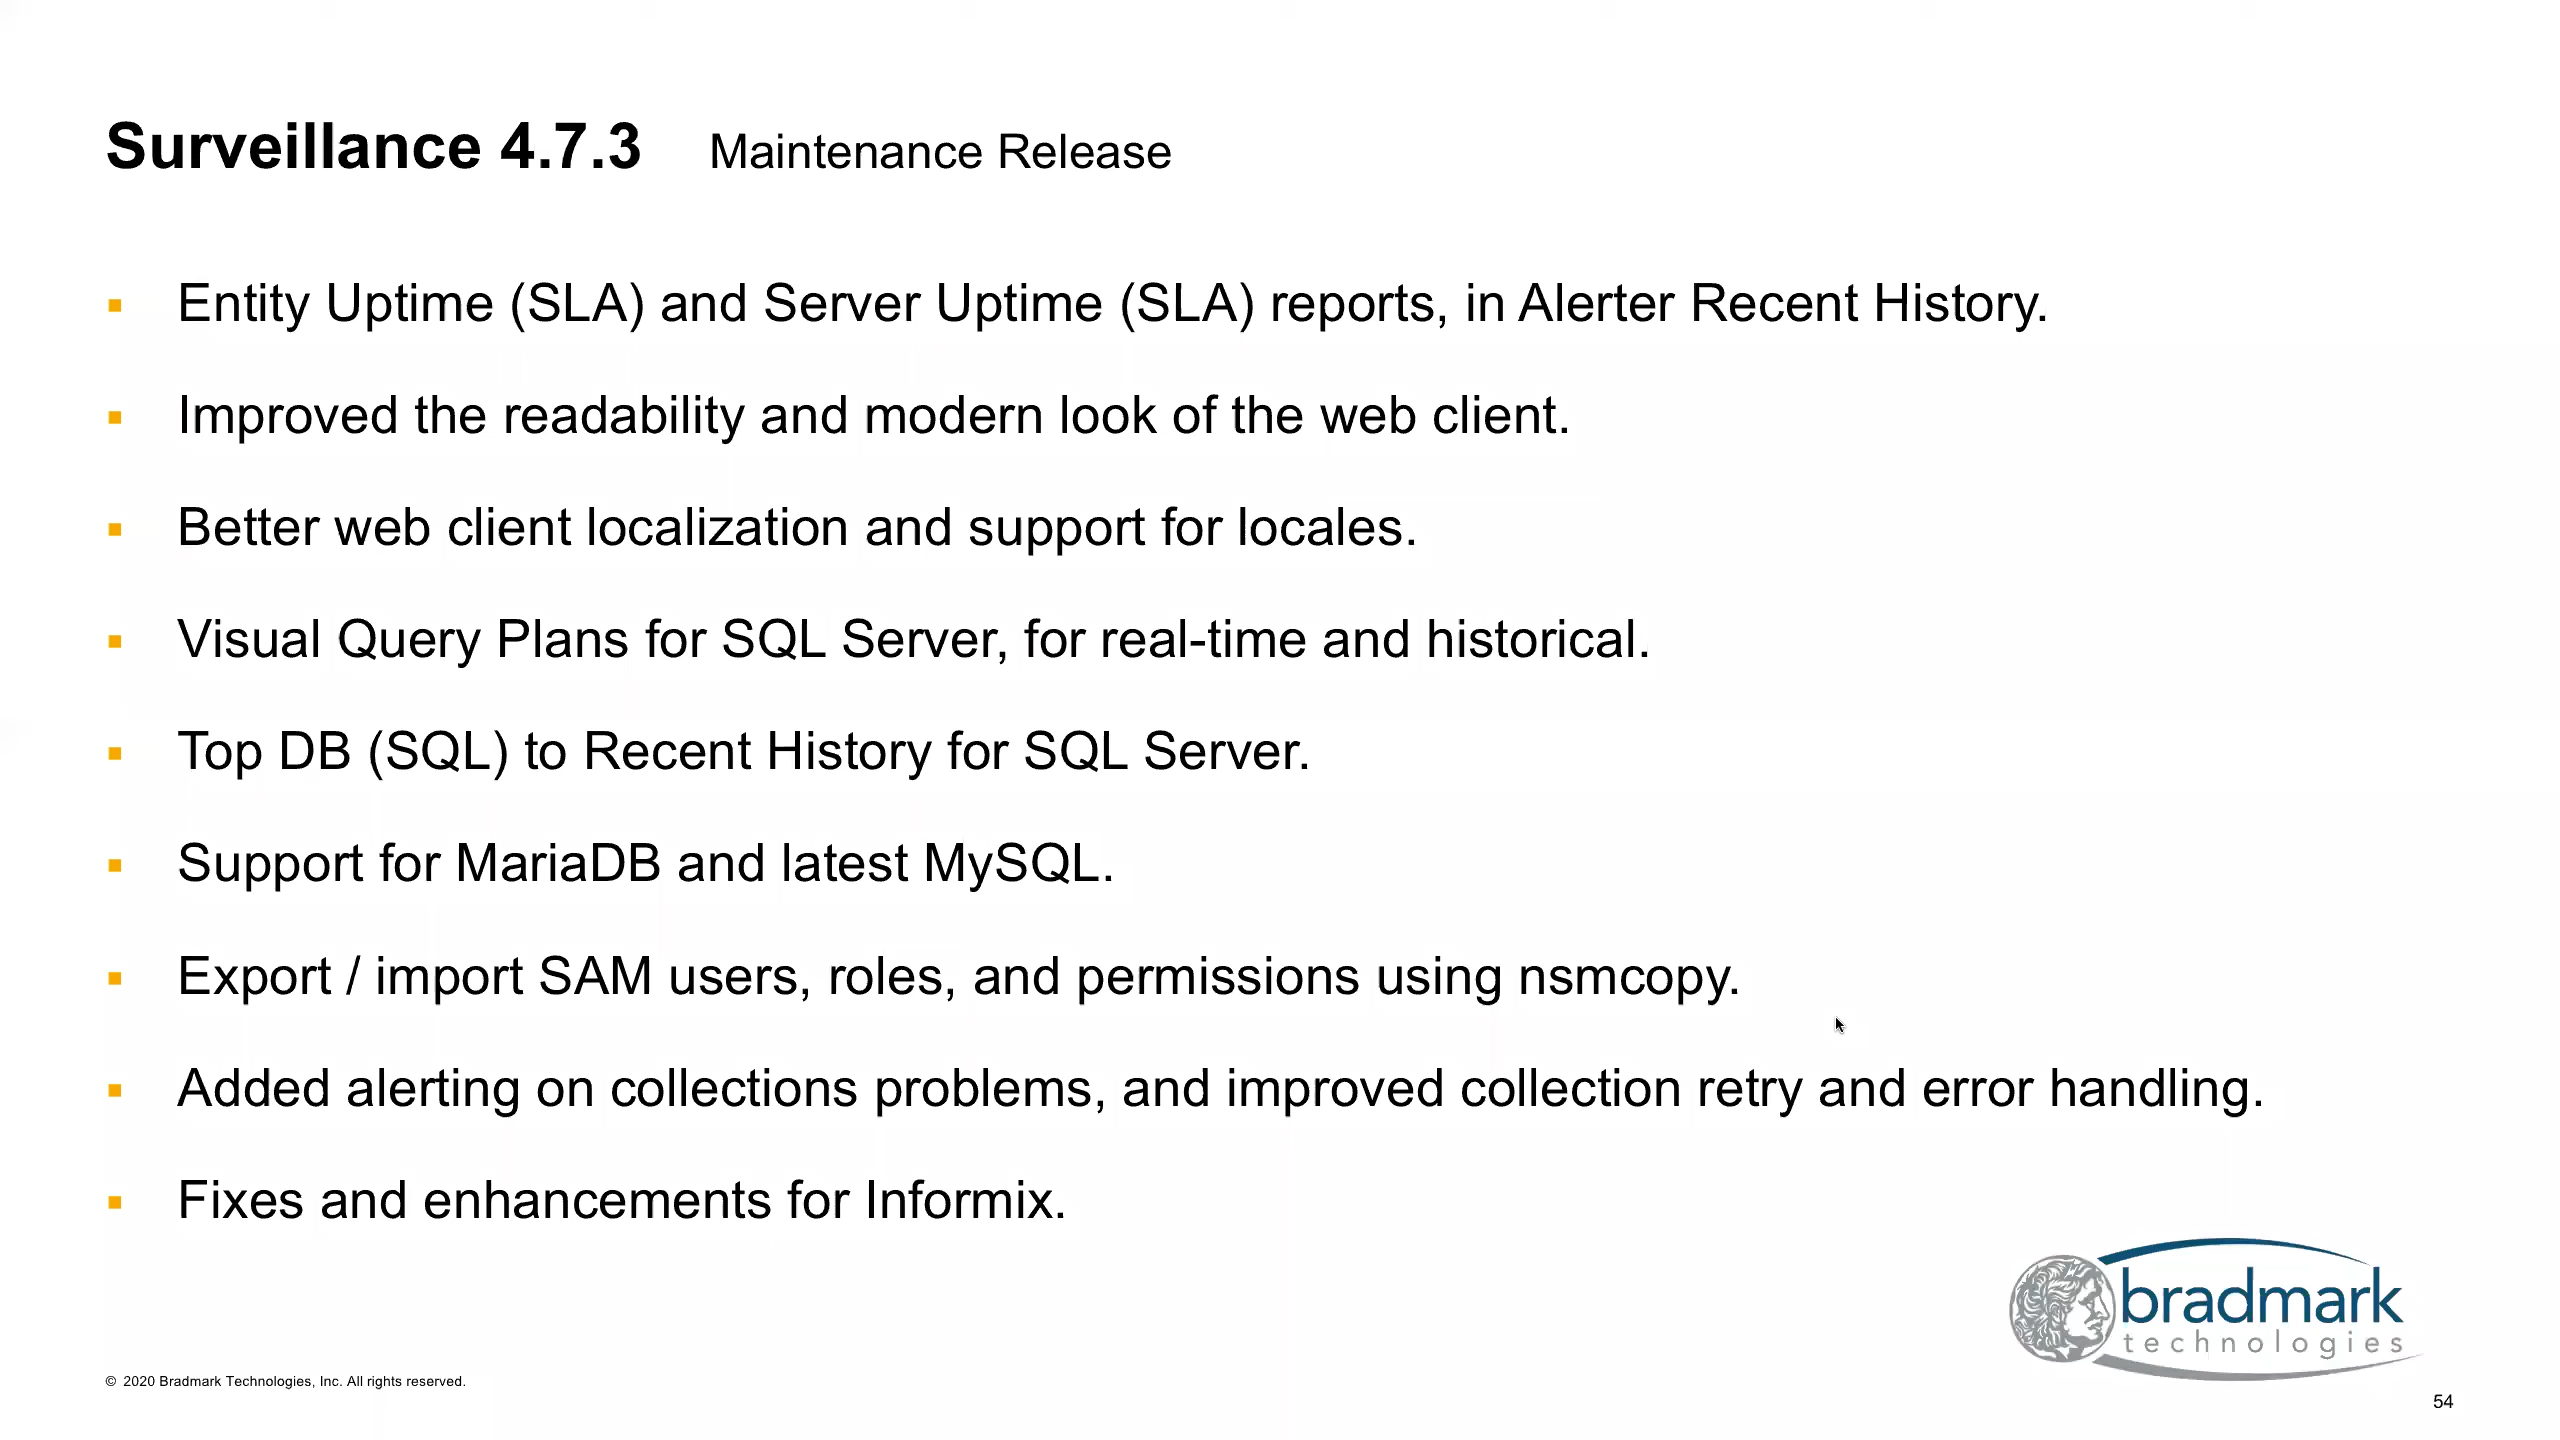 Surveillance 4.7.3 Maintenance Release
▪ Entity Uptime (SLA) and Server Uptime (SLA) reports, in Alerter Recent History.
▪ Improved the readability and modern look of the web client.
▪ Better web client localization and support for locales.
▪ Visual Query Plans for SQL Server, for real-time and historical.
▪ Top DB (SQL) to Recent History for SQL Server.
▪ Support for MariaDB and latest MySQL.
▪ Export / import SAM users, roles, and permissions using nsmcopy.
▪ Added alerting on collections problems, and improved collection retry and error handling.
▪ Fixes and enhancements for Informix.
bradmark
technologies
© 2020 Bradmark Technologies, Inc. All rights reserved.
54